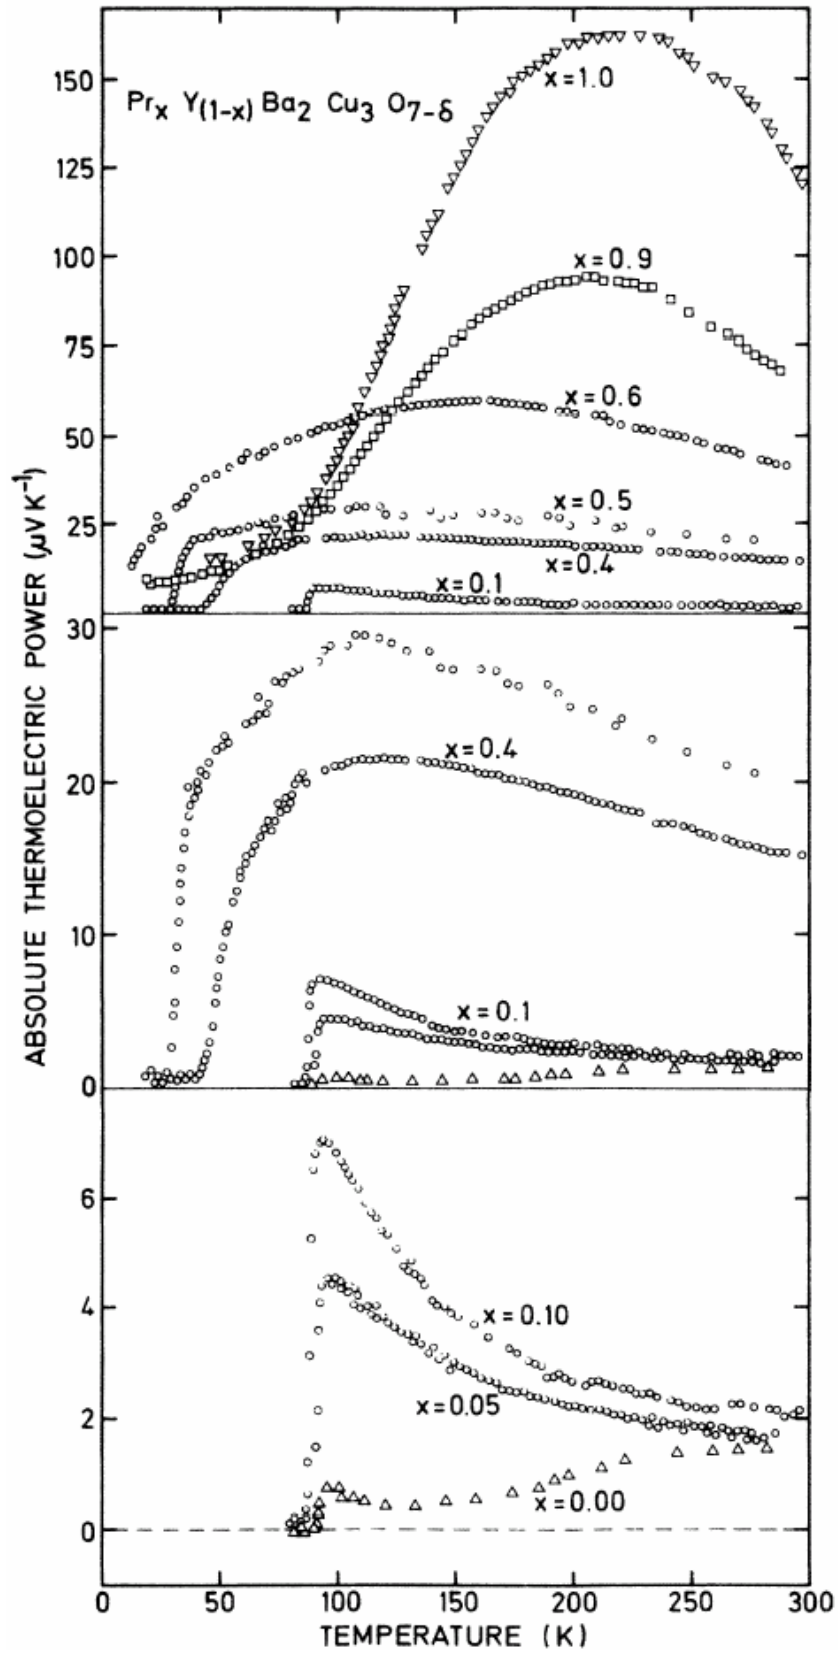 150
Prₓ Y₍₁₋ₓ₎ Ba₂ Cu₃ O₇₋δ
x=1.0
125
100
x=0.9
75
x=0.6
50
x=0.5
25
x=0.4
x=0.1
ABSOLUTE THERMOELECTRIC POWER (μV K⁻¹)
30
x=0.4
20
10
x=0.1
0
6
4
x=0.10
x=0.05
2
x=0.00
0
0 50 100 150 200 250 300
TEMPERATURE (K)